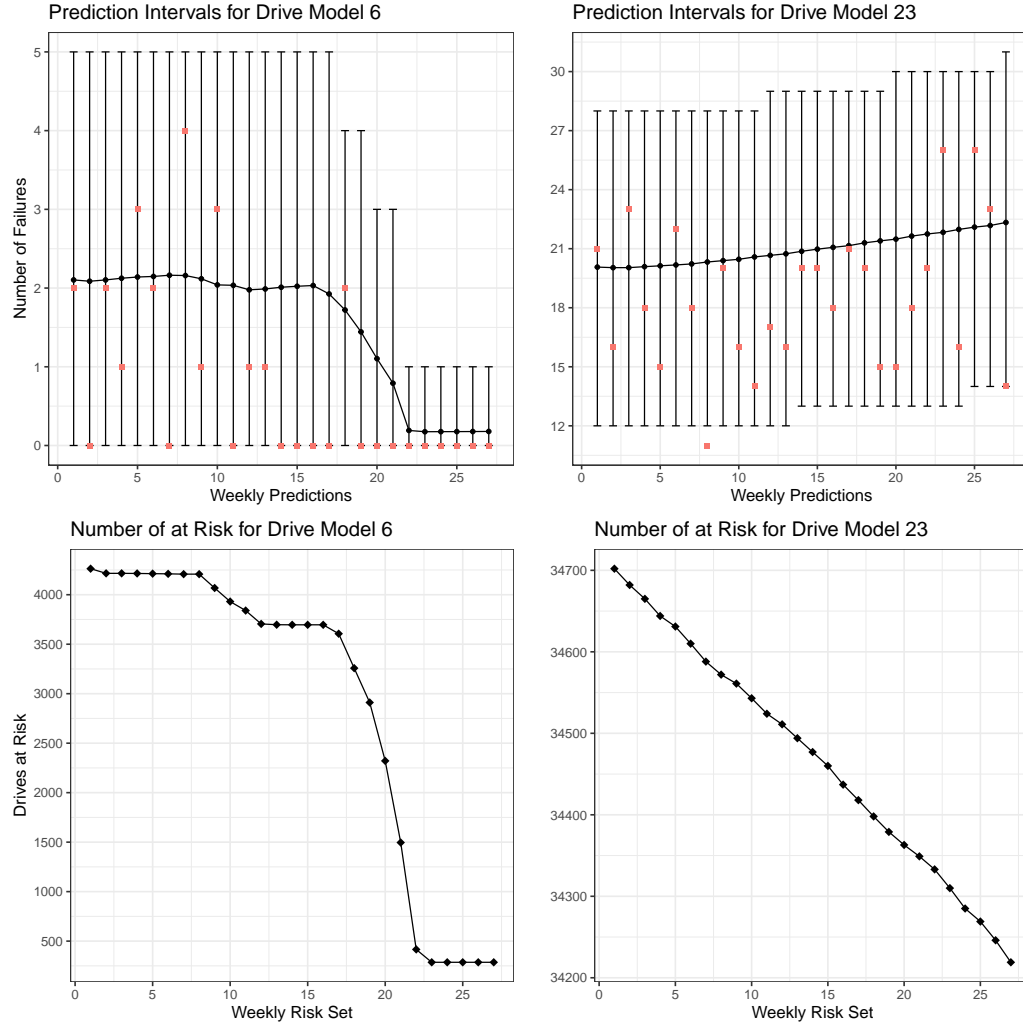 Prediction Intervals for Drive Model 6
Number of Failures
5
4
3
2
1
0
0 5 10 15 20 25
Weekly Predictions
Prediction Intervals for Drive Model 23
30
27
24
21
18
15
12
0 5 10 15 20 25
Weekly Predictions
Number of at Risk for Drive Model 6
Drives at Risk
4000
3500
3000
2500
2000
1500
1000
500
0 5 10 15 20 25
Weekly Risk Set
Number of at Risk for Drive Model 23
34700
34600
34500
34400
34300
34200
0 5 10 15 20 25
Weekly Risk Set